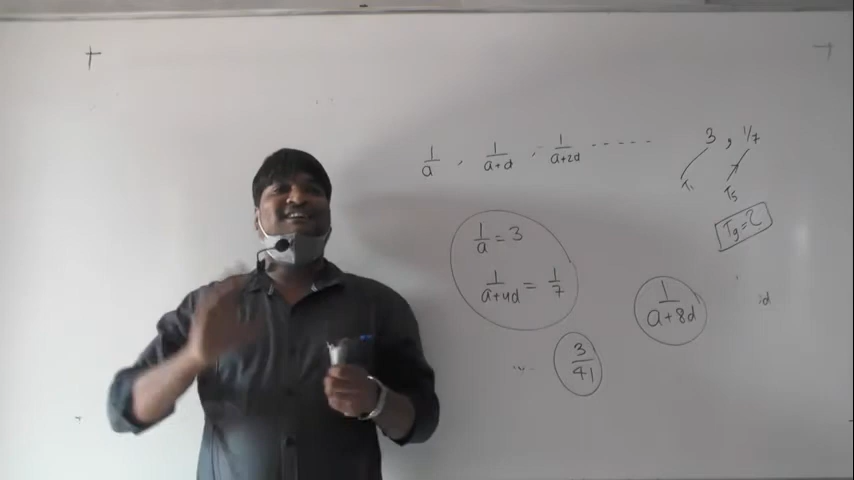 1/a , 1/(a+d) , 1/(a+2d) -----
3 , 1/7
T₁ T₅
T₉=?
1/a = 3
1/(a+4d) = 1/7
1/(a+8d)
3/41